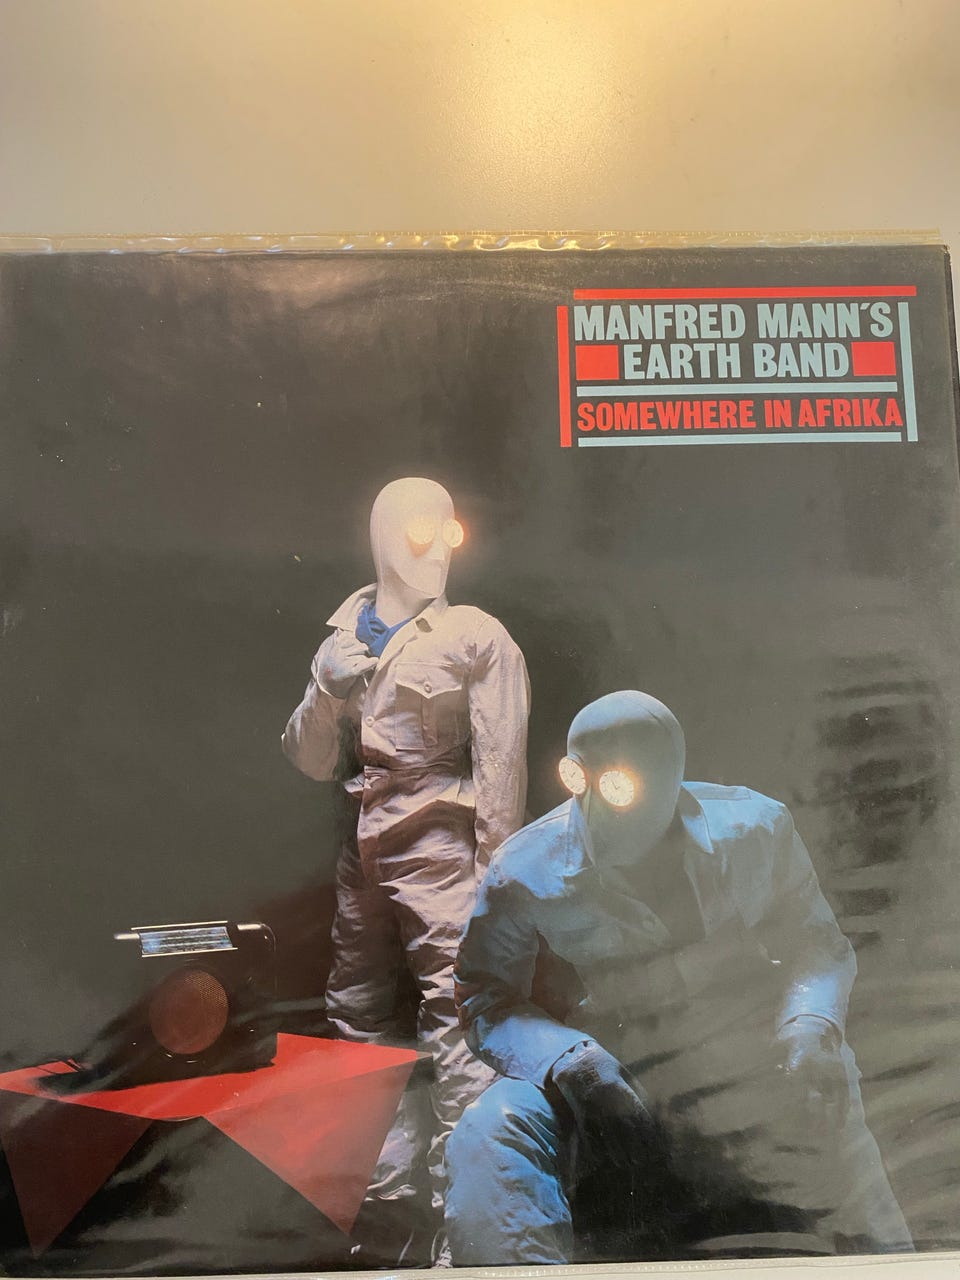 MANFRED MANN´S
EARTH BAND
SOMEWHERE IN AFRIKA